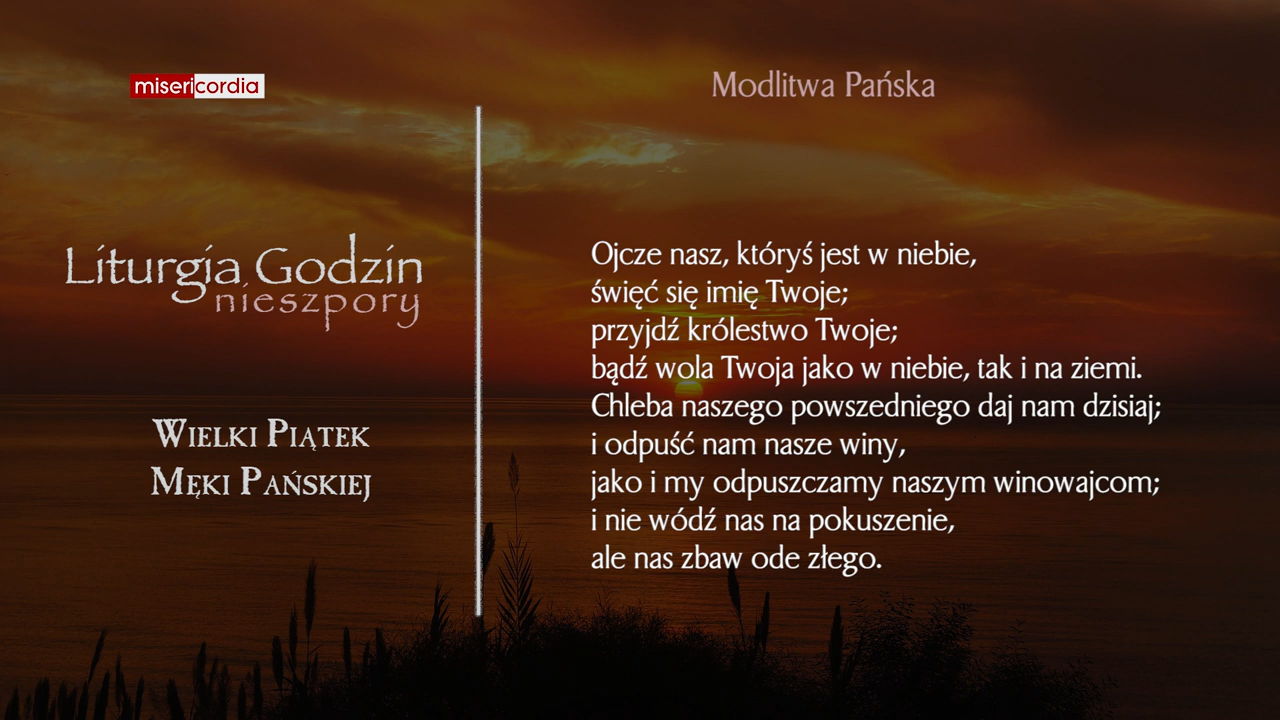 misericordia
Liturgia Godzin
nieszpory
Wielki Piątek
Męki Pańskiej
Modlitwa Pańska
Ojcze nasz, któryś jest w niebie,
święć się imię Twoje;
przyjdź królestwo Twoje;
bądź wola Twoja jako w niebie, tak i na ziemi.
Chleba naszego powszedniego daj nam dzisiaj;
i odpuść nam nasze winy,
jako i my odpuszczamy naszym winowajcom;
i nie wódź nas na pokuszenie,
ale nas zbaw ode złego.